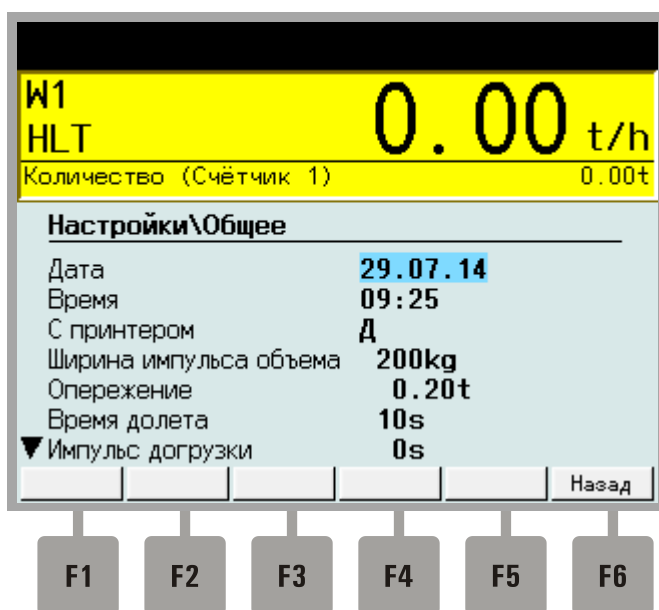 W1 0.00 t/h
HLT
Количество (Счётчик 1) 0.00t
Настройки\Общее
Дата 29.07.14
Время 09:25
С принтером Д
Ширина импульса объема 200kg
Опережение 0.20t
Время долета 10s
▼Импульс догрузки 0s
Назад
F1 F2 F3 F4 F5 F6